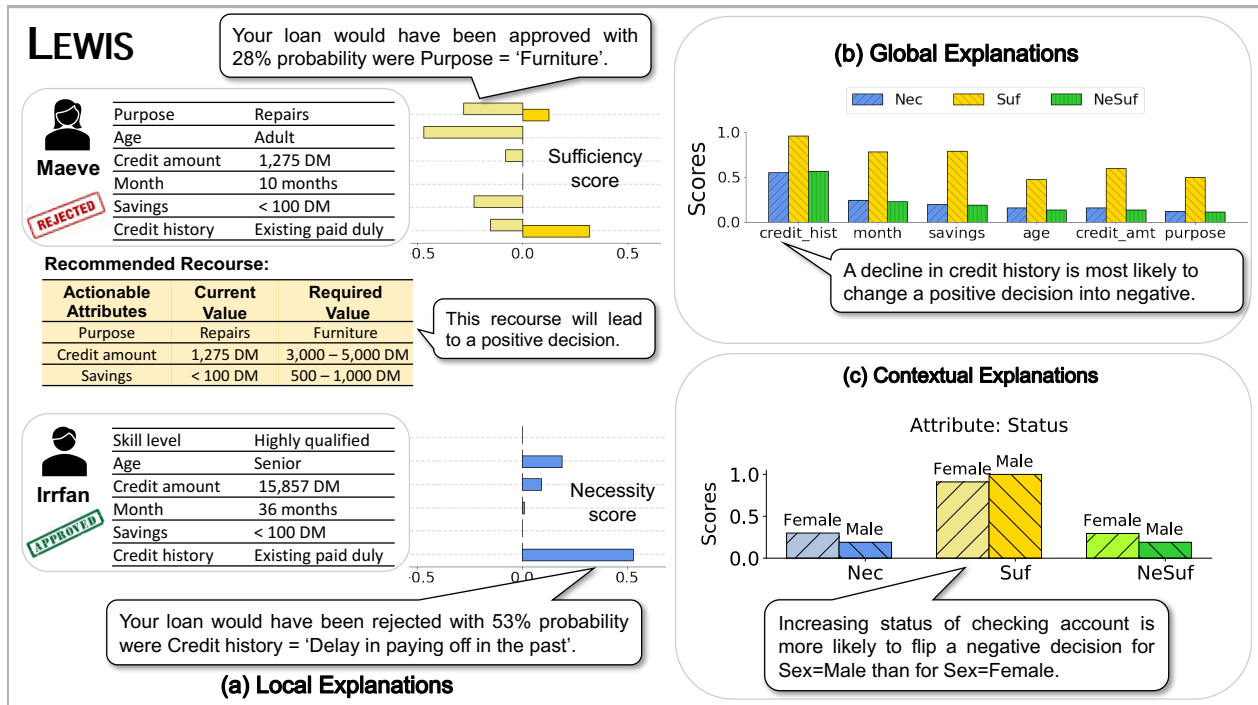 LEWIS
Your loan would have been approved with
28% probability were Purpose = ‘Furniture’.
Maeve
REJECTED
Purpose Repairs
Age Adult
Credit amount 1,275 DM
Month 10 months
Savings < 100 DM
Credit history Existing paid duly
Sufficiency
score
-0.5 0.0 0.5
Recommended Recourse:
Actionable Attributes Current Value Required Value
Purpose Repairs Furniture
Credit amount 1,275 DM 3,000 – 5,000 DM
Savings < 100 DM 500 – 1,000 DM
This recourse will lead
to a positive decision.
Irrfan
APPROVED
Skill level Highly qualified
Age Senior
Credit amount 15,857 DM
Month 36 months
Savings < 100 DM
Credit history Existing paid duly
Necessity
score
-0.5 0.0 0.5
Your loan would have been rejected with 53% probability
were Credit history = ‘Delay in paying off in the past’.
(a) Local Explanations
(b) Global Explanations
Nec Suf NeSuf
Scores
1.0
0.5
0.0
credit_hist month savings age credit_amt purpose
A decline in credit history is most likely to
change a positive decision into negative.
(c) Contextual Explanations
Attribute: Status
Scores
1.0
0.5
0.0
Female Male
Female Male
Female Male
Nec Suf NeSuf
Increasing status of checking account is
more likely to flip a negative decision for
Sex=Male than for Sex=Female.